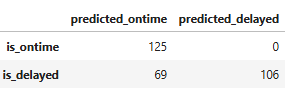 predicted_ontime predicted_delayed
is_ontime 125 0
is_delayed 69 106